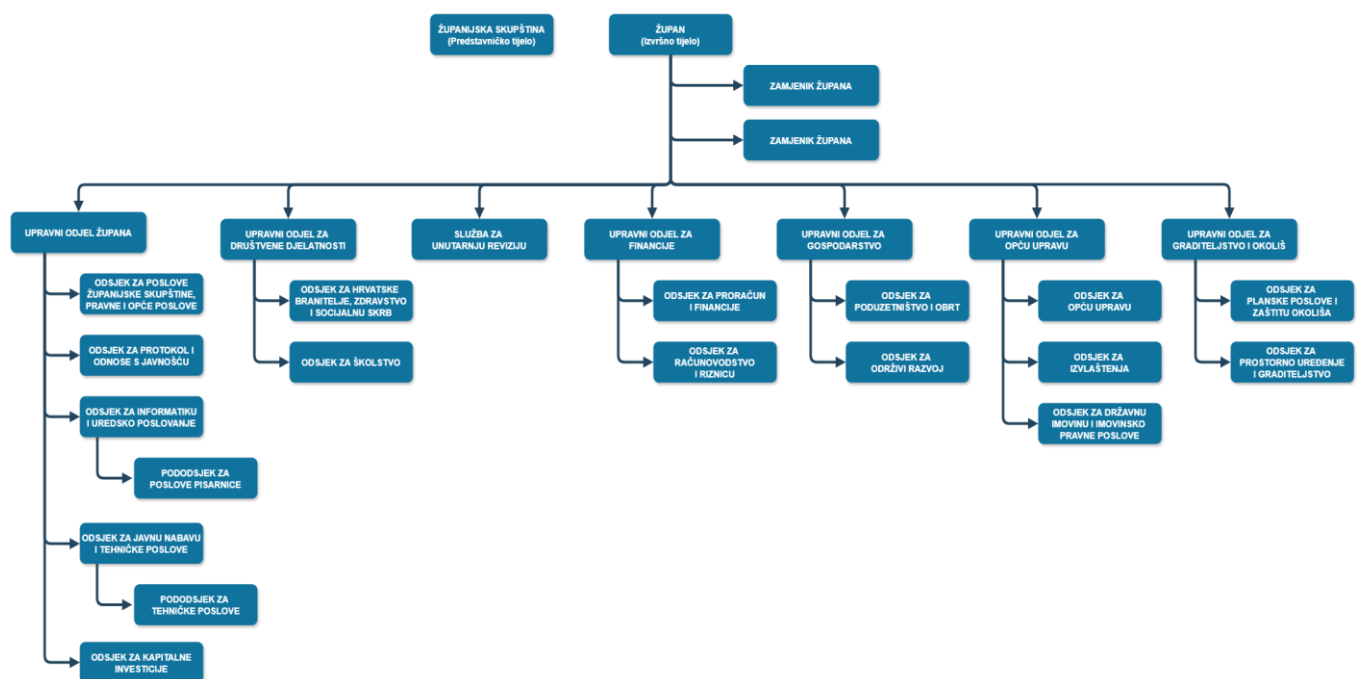 ŽUPANIJSKA SKUPŠTINA
(Predstavničko tijelo)
ŽUPAN
(Izvršno tijelo)
ZAMJENIK ŽUPANA
ZAMJENIK ŽUPANA
UPRAVNI ODJEL ŽUPANA
ODSJEK ZA POSLOVE
ŽUPANIJSKE SKUPŠTINE,
PRAVNE I OPĆE POSLOVE
ODSJEK ZA PROTOKOL I
ODNOSE S JAVNOŠĆU
ODSJEK ZA INFORMATIKU
I UREDSKO POSLOVANJE
PODODSJEK ZA
POSLOVE PISARNICE
ODSJEK ZA JAVNU NABAVU
I TEHNIČKE POSLOVE
PODODSJEK ZA
TEHNIČKE POSLOVE
ODSJEK ZA KAPITALNE
INVESTICIJE
UPRAVNI ODJEL ZA
DRUŠTVENE DJELATNOSTI
ODSJEK ZA HRVATSKE
BRANITELJE, ZDRAVSTVO
I SOCIJALNU SKRB
ODSJEK ZA ŠKOLSTVO
SLUŽBA ZA
UNUTARNJU REVIZIJU
UPRAVNI ODJEL ZA
FINANCIJE
ODSJEK ZA PRORAČUN
I FINANCIJE
ODSJEK ZA
RAČUNOVODSTVO
I RIZNICU
UPRAVNI ODJEL ZA
GOSPODARSTVO
ODSJEK ZA
PODUZETNIŠTVO I OBRT
ODSJEK ZA
ODRŽIVI RAZVOJ
UPRAVNI ODJEL ZA
OPĆU UPRAVU
ODSJEK ZA
OPĆU UPRAVU
ODSJEK ZA
IZVLAŠTENJA
ODSJEK ZA DRŽAVNU
IMOVINU I IMOVINSKO
PRAVNE POSLOVE
UPRAVNI ODJEL ZA
GRADITELJSTVO I OKOLIŠ
ODSJEK ZA
PLANSKE POSLOVE I
ZAŠTITU OKOLIŠA
ODSJEK ZA
PROSTORNO UREĐENJE
I GRADITELJSTVO